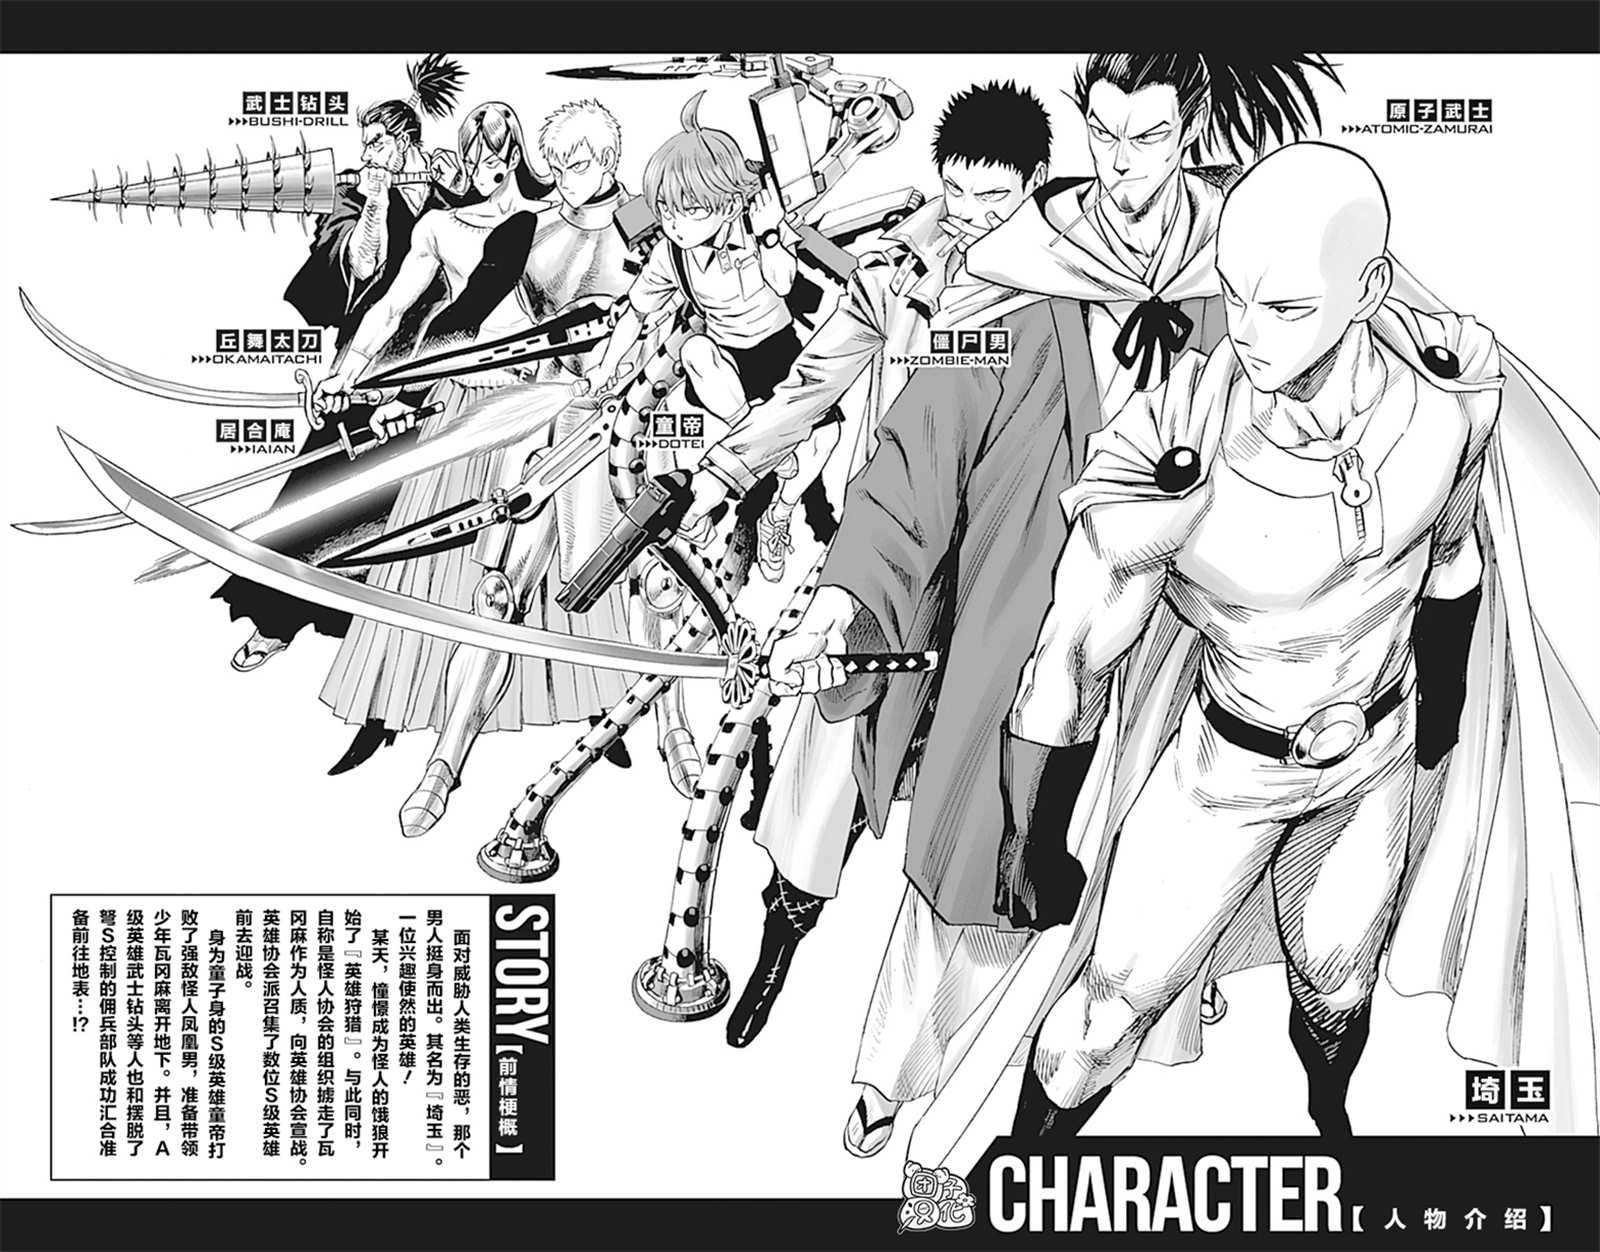 武士钻头
▸▸▸BUSHI-DRILL
原子武士
▸▸▸ATOMIC-ZAMURAI
丘舞太刀
▸▸▸OKAMAITACHI
僵尸男
▸▸▸ZOMBIE-MAN
居合庵
▸▸▸IAIAN
童帝
▸▸▸DOTEI
埼玉
▸▸▸SAITAMA
STORY【前情梗概】
面对威胁人类生存的恶，那个
男人挺身而出。其名为『埼玉』。
一位兴趣使然的英雄！
某天，憧憬成为怪人的饿狼开
始了『英雄狩猎』。与此同时，
自称是怪人协会的组织掳走了瓦
冈麻作为人质，向英雄协会宣战。
英雄协会派召集了数位S级英雄
前去迎战。
身为童子身的S级英雄童帝打
败了强敌怪人凤凰男，准备带领
少年瓦冈麻离开地下。并且，A
级英雄武士钻头等人也和摆脱了
弩S控制的佣兵部队成功汇合准
备前往地表…!?
CHARACTER【人物介绍】
团子汉化